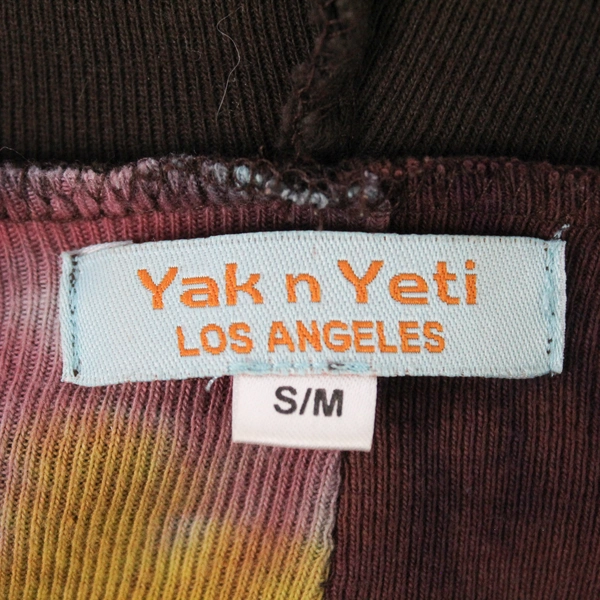 Yak n Yeti
LOS ANGELES
S/M